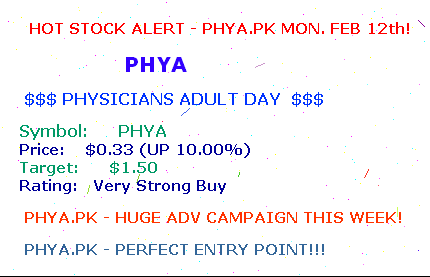 HOT STOCK ALERT - PHYA.PK MON. FEB 12th!
PHYA
$$$ PHYSICIANS ADULT DAY $$$
Symbol: PHYA
Price: $0.33 (UP 10.00%)
Target: $1.50
Rating: Very Strong Buy
PHYA.PK - HUGE ADV CAMPAIGN THIS WEEK!
PHYA.PK - PERFECT ENTRY POINT!!!